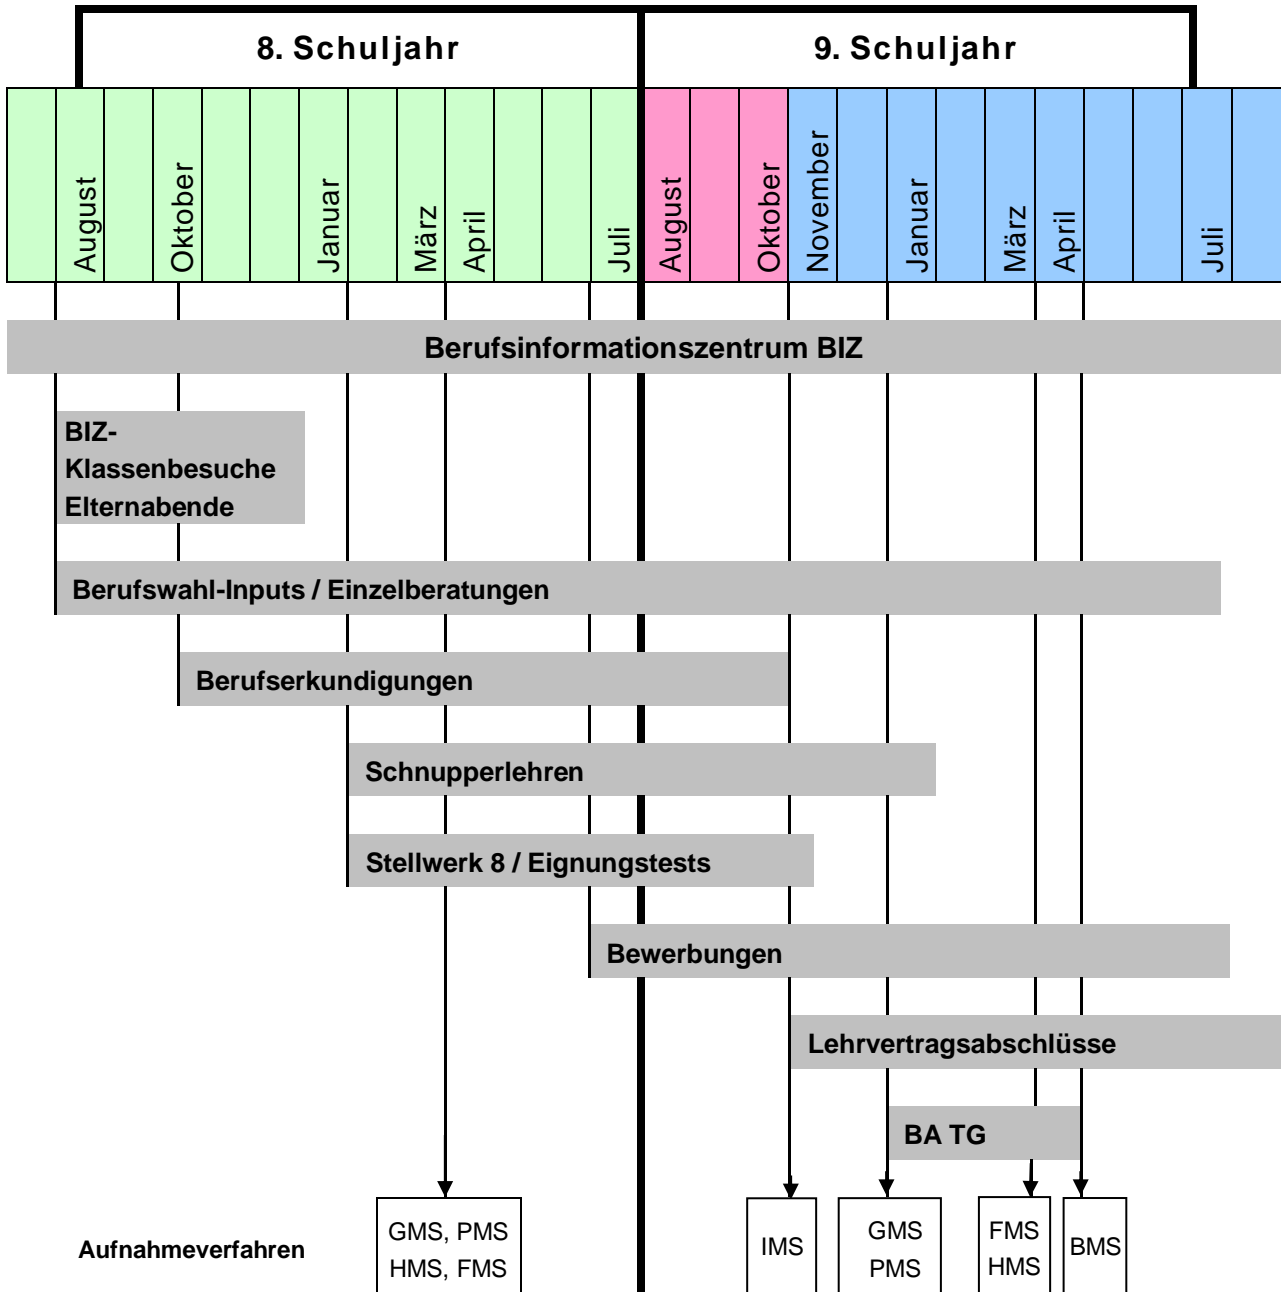 8. Schuljahr
9. Schuljahr
August
Oktober
Januar
März
April
Juli
August
Oktober
November
Januar
März
April
Juli
Berufsinformationszentrum BIZ
BIZ-
Klassenbesuche
Elternabende
Berufswahl-Inputs / Einzelberatungen
Berufserkundigungen
Schnupperlehren
Stellwerk 8 / Eignungstests
Bewerbungen
Lehrvertragsabschlüsse
BA TG
Aufnahmeverfahren
GMS, PMS
HMS, FMS
IMS
GMS
PMS
FMS
HMS
BMS